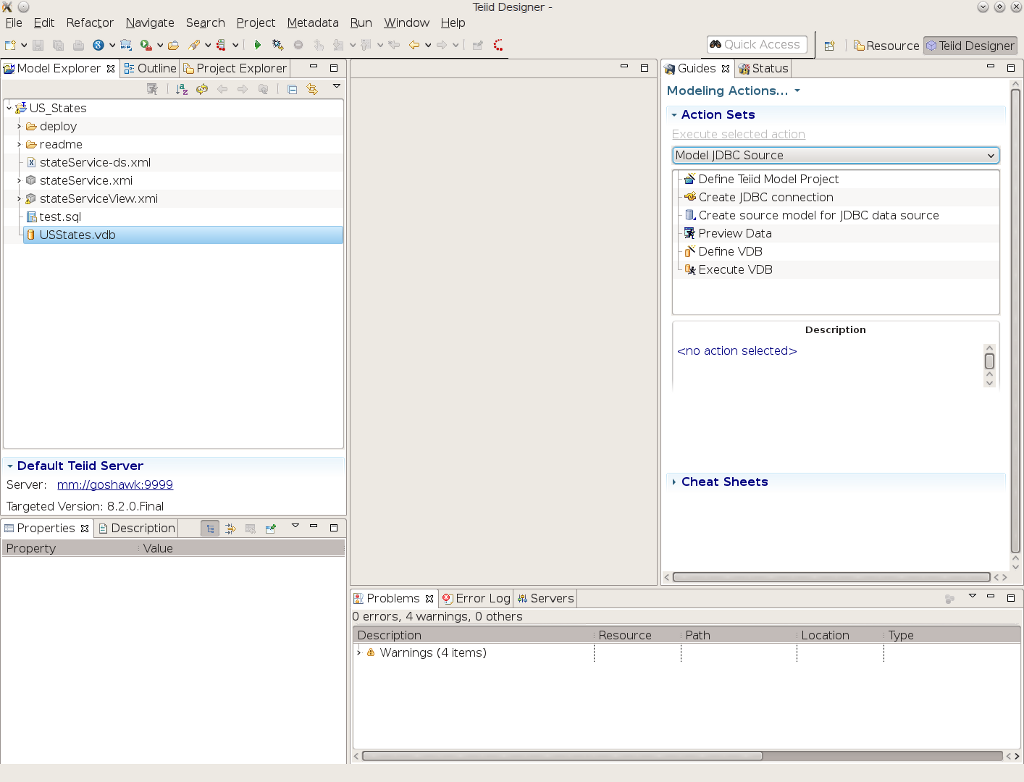 Teiid Designer -
File Edit Refactor Navigate Search Project Metadata Run Window Help
Quick Access
Resource
Teiid Designer
Model Explorer
Outline
Project Explorer
US_States
deploy
readme
stateService-ds.xml
stateService.xmi
stateServiceView.xmi
test.sql
USStates.vdb
Default Teiid Server
Server: mm://goshawk:9999
Targeted Version: 8.2.0.Final
Properties
Description
Property Value
Guides
Status
Modeling Actions...
Action Sets
Execute selected action
Model JDBC Source
Define Teiid Model Project
Create JDBC connection
Create source model for JDBC data source
Preview Data
Define VDB
Execute VDB
Description
<no action selected>
Cheat Sheets
Problems
Error Log
Servers
0 errors, 4 warnings, 0 others
Description Resource Path Location Type
Warnings (4 items)